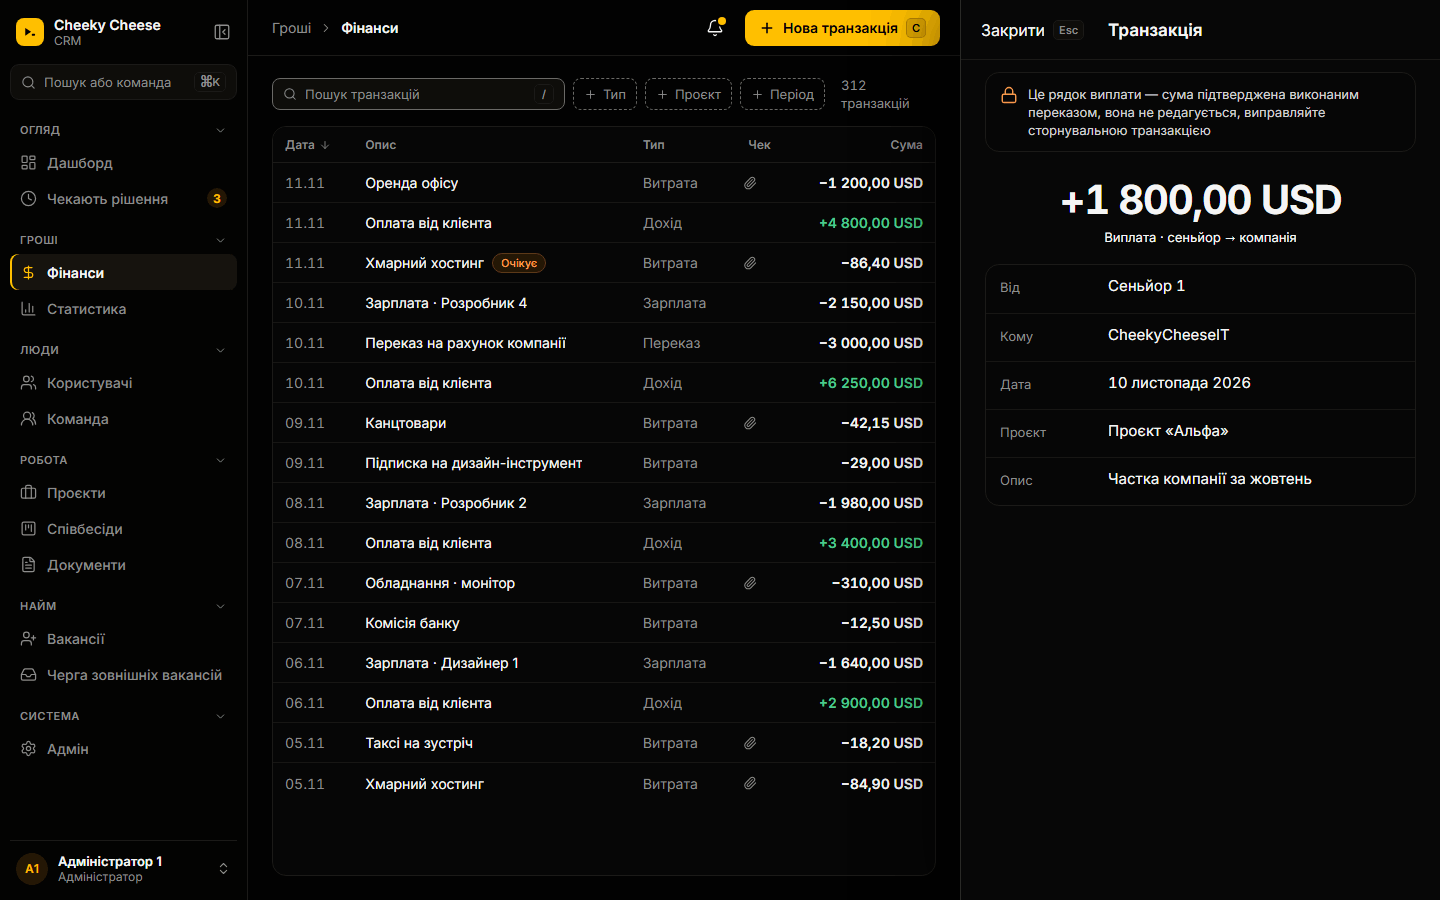 Cheeky Cheese
CRM
Пошук або команда ⌘K
ОГЛЯД
Дашборд
Чекають рішення 3
ГРОШІ
Фінанси
Статистика
ЛЮДИ
Користувачі
Команда
РОБОТА
Проєкти
Співбесіди
Документи
НАЙМ
Вакансії
Черга зовнішніх вакансій
СИСТЕМА
Адмін
A1 Адміністратор 1
Адміністратор
Гроші > Фінанси
+ Нова транзакція C
Пошук транзакцій /
+ Тип
+ Проєкт
+ Період
312
транзакцій
Дата ↓ Опис Тип Чек Сума
11.11 Оренда офісу Витрата −1 200,00 USD
11.11 Оплата від клієнта Дохід +4 800,00 USD
11.11 Хмарний хостинг Очікує Витрата −86,40 USD
10.11 Зарплата · Розробник 4 Зарплата −2 150,00 USD
10.11 Переказ на рахунок компанії Переказ −3 000,00 USD
10.11 Оплата від клієнта Дохід +6 250,00 USD
09.11 Канцтовари Витрата −42,15 USD
09.11 Підписка на дизайн-інструмент Витрата −29,00 USD
08.11 Зарплата · Розробник 2 Зарплата −1 980,00 USD
08.11 Оплата від клієнта Дохід +3 400,00 USD
07.11 Обладнання · монітор Витрата −310,00 USD
07.11 Комісія банку Витрата −12,50 USD
06.11 Зарплата · Дизайнер 1 Зарплата −1 640,00 USD
06.11 Оплата від клієнта Дохід +2 900,00 USD
05.11 Таксі на зустріч Витрата −18,20 USD
05.11 Хмарний хостинг Витрата −84,90 USD
Закрити Esc Транзакція
Це рядок виплати — сума підтверджена виконаним
переказом, вона не редагується, виправляйте
сторнувальною транзакцією
+1 800,00 USD
Виплата · сеньйор → компанія
Від Сеньйор 1
Кому CheekyCheeseIT
Дата 10 листопада 2026
Проєкт Проєкт «Альфа»
Опис Частка компанії за жовтень